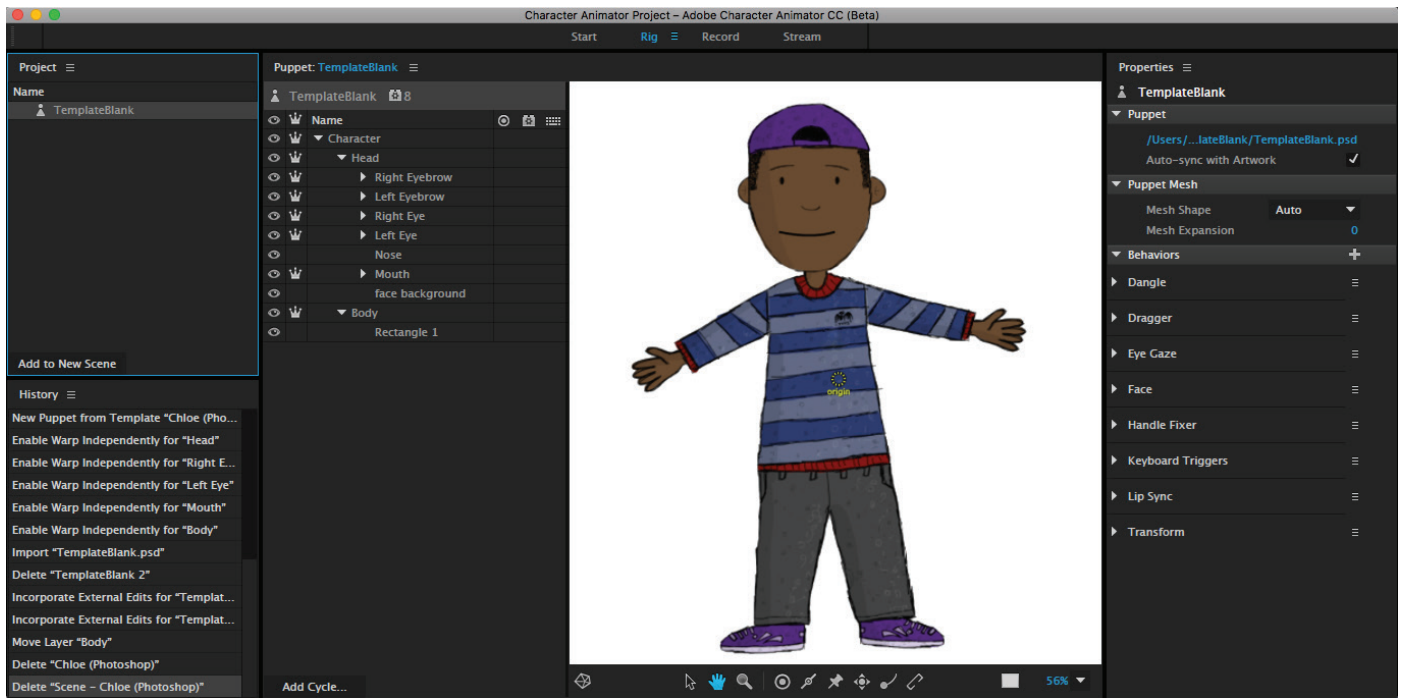 Character Animator Project – Adobe Character Animator CC (Beta)
Start Rig Record Stream
Project
Name
TemplateBlank
Add to New Scene
History
New Puppet from Template “Chloe (Pho...
Enable Warp Independently for “Head”
Enable Warp Independently for “Right E...
Enable Warp Independently for “Left Eye”
Enable Warp Independently for “Mouth”
Enable Warp Independently for “Body”
Import “TemplateBlank.psd”
Delete “TemplateBlank 2”
Incorporate External Edits for “Templat...
Incorporate External Edits for “Templat...
Move Layer “Body”
Delete “Chloe (Photoshop)”
Delete “Scene – Chloe (Photoshop)”
Puppet: TemplateBlank
TemplateBlank 8
Name
Character
Head
Right Eyebrow
Left Eyebrow
Right Eye
Left Eye
Nose
Mouth
face background
Body
Rectangle 1
Add Cycle...
origin
56%
Properties
TemplateBlank
Puppet
/Users/...lateBlank/TemplateBlank.psd
Auto-sync with Artwork
Puppet Mesh
Mesh Shape Auto
Mesh Expansion 0
Behaviors
Dangle
Dragger
Eye Gaze
Face
Handle Fixer
Keyboard Triggers
Lip Sync
Transform